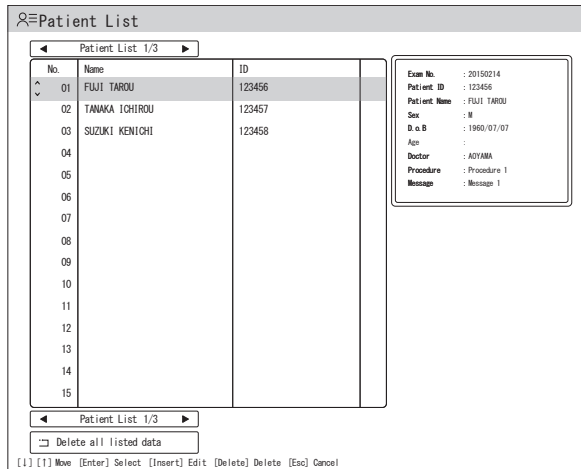 Patient List
◀ Patient List 1/3 ▶
No. Name ID
01 FUJI TAROU 123456
02 TANAKA ICHIROU 123457
03 SUZUKI KENICHI 123458
04
05
06
07
08
09
10
11
12
13
14
15
◀ Patient List 1/3 ▶
Delete all listed data
[↓][↑] Move [Enter] Select [Insert] Edit [Delete] Delete [Esc] Cancel
Exam No. : 20150214
Patient ID : 123456
Patient Name : FUJI TAROU
Sex : M
D.o.B : 1960/07/07
Age :
Doctor : AOYAMA
Procedure : Procedure 1
Message : Message 1